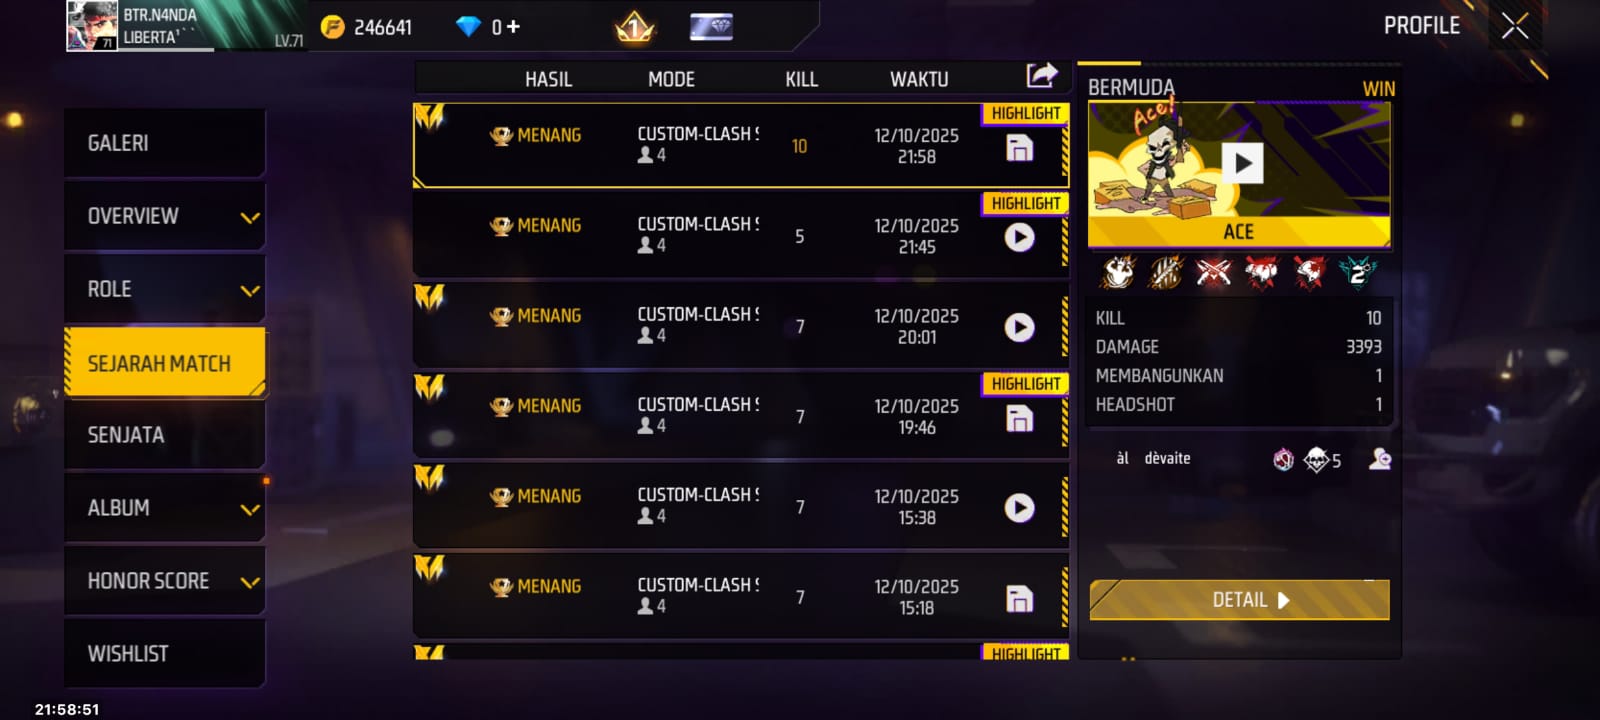 BTR.N4NDA
LIBERTA'``
71
LV.71
246641
0 +
1
PROFILE
GALERI
OVERVIEW
ROLE
SEJARAH MATCH
SENJATA
ALBUM
HONOR SCORE
WISHLIST
HASIL MODE KILL WAKTU
HIGHLIGHT
MENANG CUSTOM-CLASH S 10 12/10/2025
4 21:58
HIGHLIGHT
MENANG CUSTOM-CLASH S 5 12/10/2025
4 21:45
MENANG CUSTOM-CLASH S 7 12/10/2025
4 20:01
HIGHLIGHT
MENANG CUSTOM-CLASH S 7 12/10/2025
4 19:46
MENANG CUSTOM-CLASH S 7 12/10/2025
4 15:38
MENANG CUSTOM-CLASH S 7 12/10/2025
4 15:18
HIGHLIGHT
BERMUDA WIN
Ace!
ACE
2
KILL 10
DAMAGE 3393
MEMBANGUNKAN 1
HEADSHOT 1
àl dèvaite 5
DETAIL
21:58:51